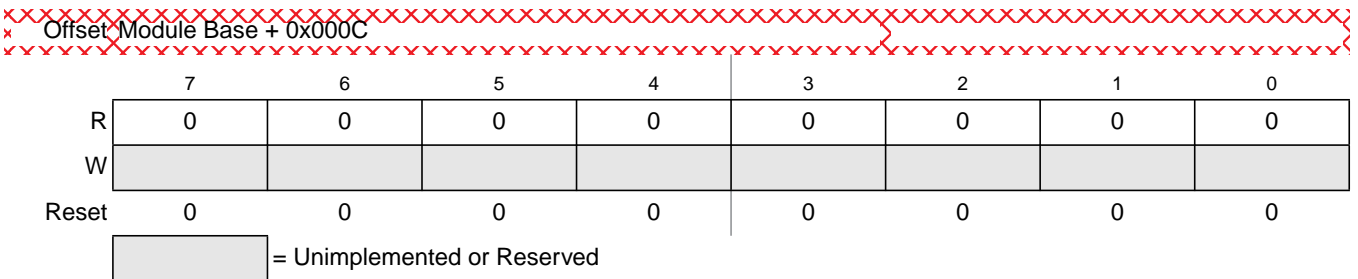 Offset Module Base + 0x000C
7 6 5 4 3 2 1 0
R 0 0 0 0 0 0 0 0
W
Reset 0 0 0 0 0 0 0 0
= Unimplemented or Reserved